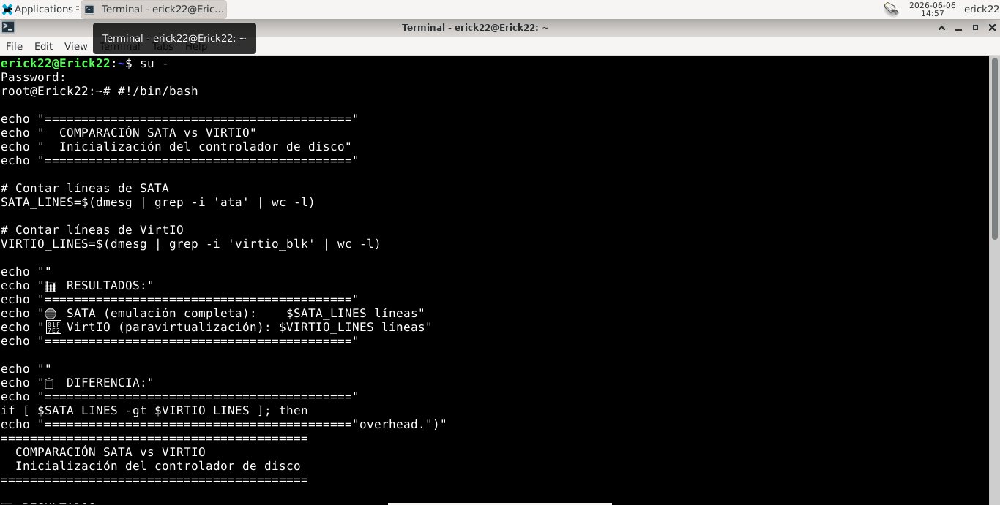 Applications
Terminal - erick22@Eric...
2026-06-06
14:57
erick22
Terminal - erick22@Erick22: ~
Terminal - erick22@Erick22: ~
File Edit View Terminal Tabs Help
erick22@Erick22:~$ su -
Password:
root@Erick22:~# #!/bin/bash
echo "=========================================="
echo "  COMPARACIÓN SATA vs VIRTIO"
echo "  Inicialización del controlador de disco"
echo "=========================================="
# Contar líneas de SATA
SATA_LINES=$(dmesg | grep -i 'ata' | wc -l)
# Contar líneas de VirtIO
VIRTIO_LINES=$(dmesg | grep -i 'virtio_blk' | wc -l)
echo ""
echo "📊 RESULTADOS:"
echo "=========================================="
echo "🔴 SATA (emulación completa):    $SATA_LINES líneas"
echo "🟢 VirtIO (paravirtualización): $VIRTIO_LINES líneas"
echo "=========================================="
echo ""
echo "📋 DIFERENCIA:"
echo "=========================================="
if [ $SATA_LINES -gt $VIRTIO_LINES ]; then
echo "=========================================="overhead.")"
==========================================
  COMPARACIÓN SATA vs VIRTIO
  Inicialización del controlador de disco
==========================================